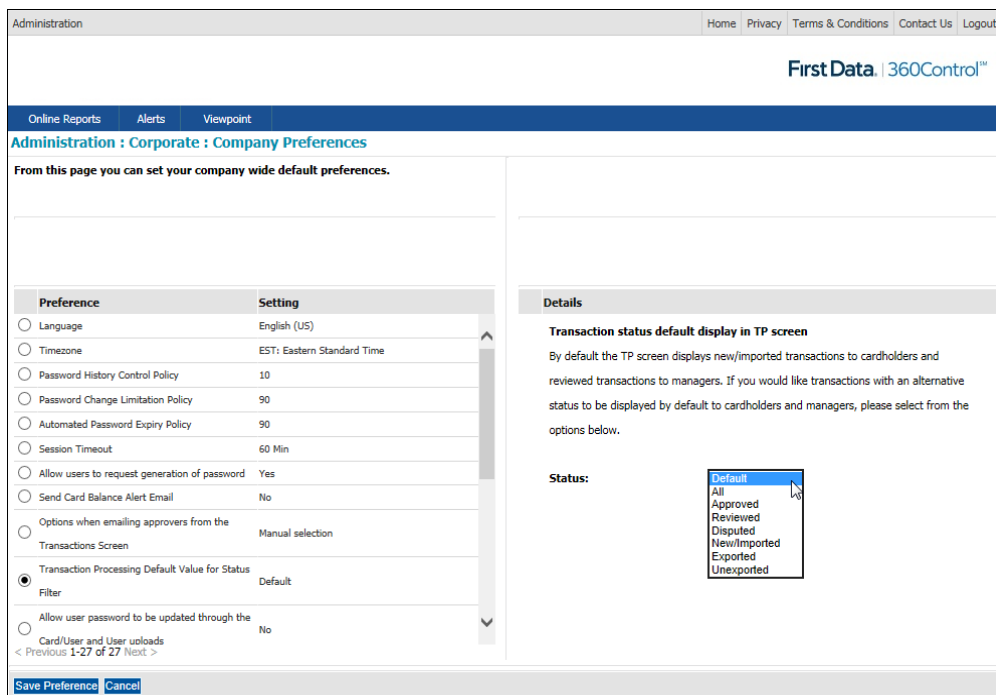 Administration
Home Privacy Terms & Conditions Contact Us Logout
First Data. | 360Control℠
Online Reports Alerts Viewpoint
Administration : Corporate : Company Preferences
From this page you can set your company wide default preferences.
Preference Setting
Language English (US)
Timezone EST: Eastern Standard Time
Password History Control Policy 10
Password Change Limitation Policy 90
Automated Password Expiry Policy 90
Session Timeout 60 Min
Allow users to request generation of password Yes
Send Card Balance Alert Email No
Options when emailing approvers from the
Transactions Screen
Manual selection
Transaction Processing Default Value for Status
Filter
Default
Allow user password to be updated through the
Card/User and User uploads
No
< Previous 1-27 of 27 Next >
Details
Transaction status default display in TP screen
By default the TP screen displays new/imported transactions to cardholders and
reviewed transactions to managers. If you would like transactions with an alternative
status to be displayed by default to cardholders and managers, please select from the
options below.
Status:
Default
All
Approved
Reviewed
Disputed
New/Imported
Exported
Unexported
Save Preference Cancel